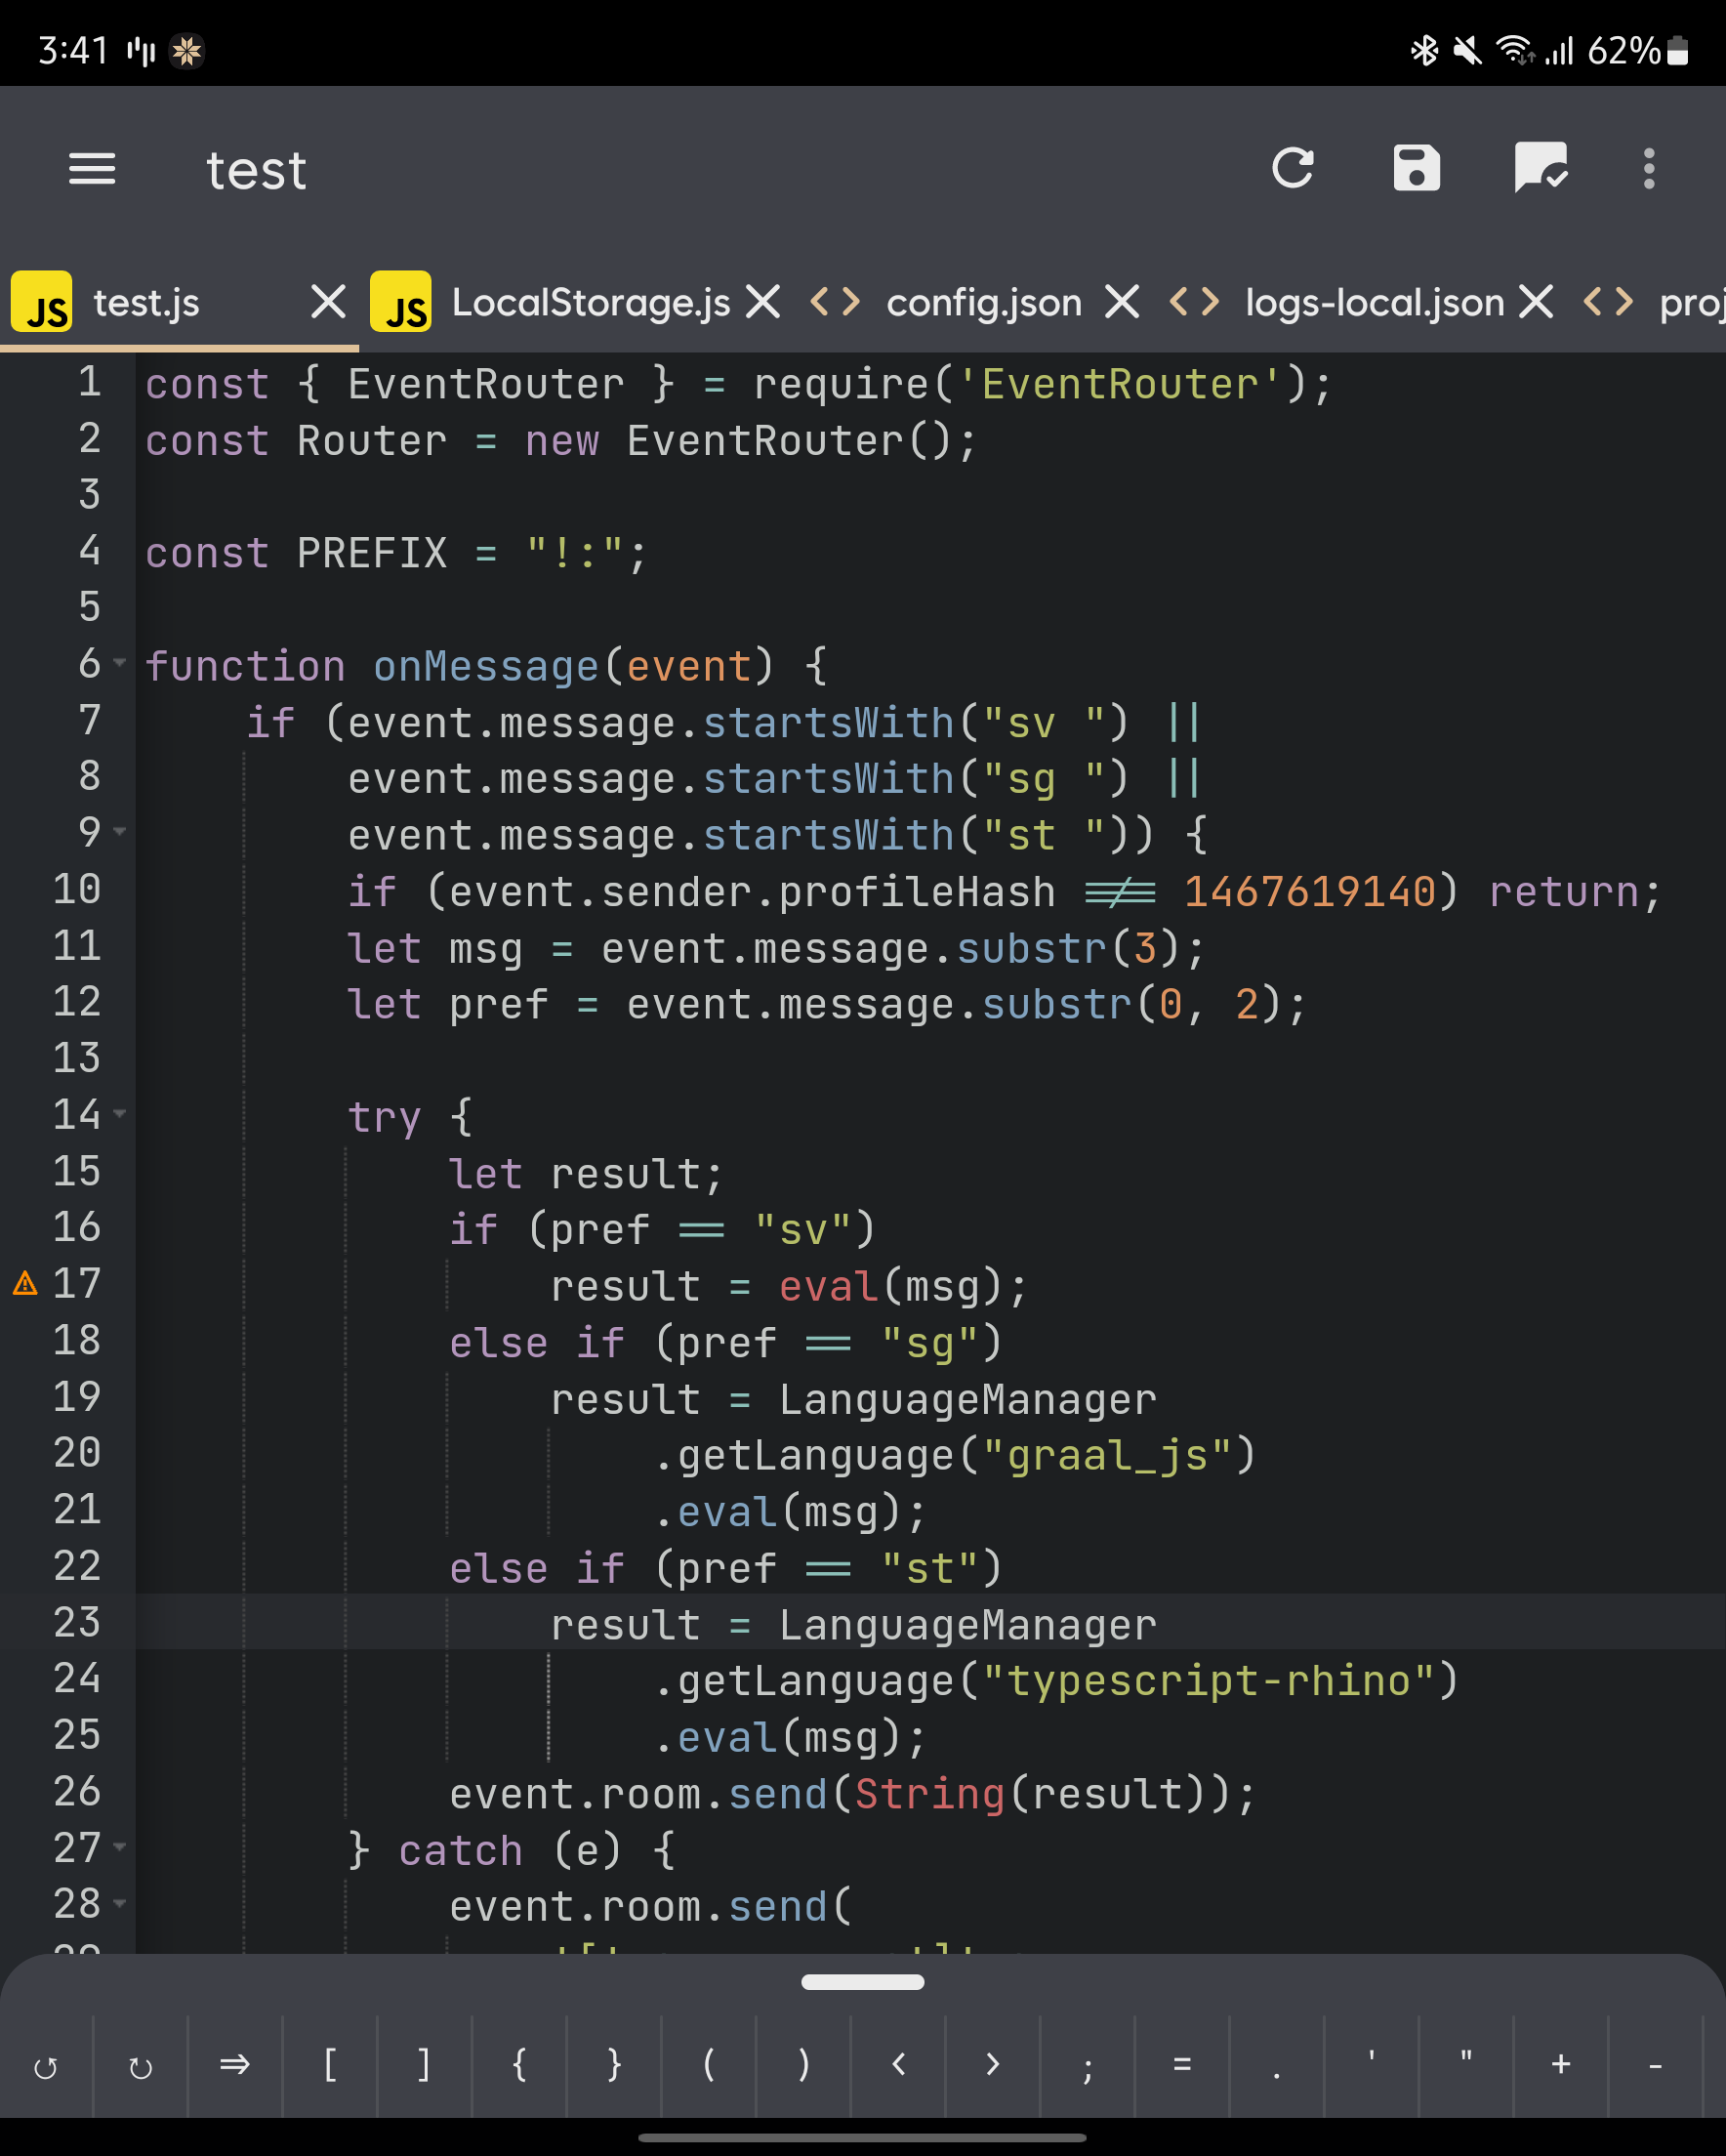 3:41 62%
test
JS test.js JS LocalStorage.js <> config.json <> logs-local.json <> proj
1 const { EventRouter } = require('EventRouter');
2 const Router = new EventRouter();
3
4 const PREFIX = "!:";
5
6 function onMessage(event) {
7 if (event.message.startsWith("sv ") ||
8 event.message.startsWith("sg ") ||
9 event.message.startsWith("st ")) {
10 if (event.sender.profileHash !== 1467619140) return;
11 let msg = event.message.substr(3);
12 let pref = event.message.substr(0, 2);
13
14 try {
15 let result;
16 if (pref == "sv")
17 result = eval(msg);
18 else if (pref == "sg")
19 result = LanguageManager
20 .getLanguage("graal_js")
21 .eval(msg);
22 else if (pref == "st")
23 result = LanguageManager
24 .getLanguage("typescript-rhino")
25 .eval(msg);
26 event.room.send(String(result));
27 } catch (e) {
28 event.room.send(
⇒ [ ] { } ( ) < > ; = . ' " + -